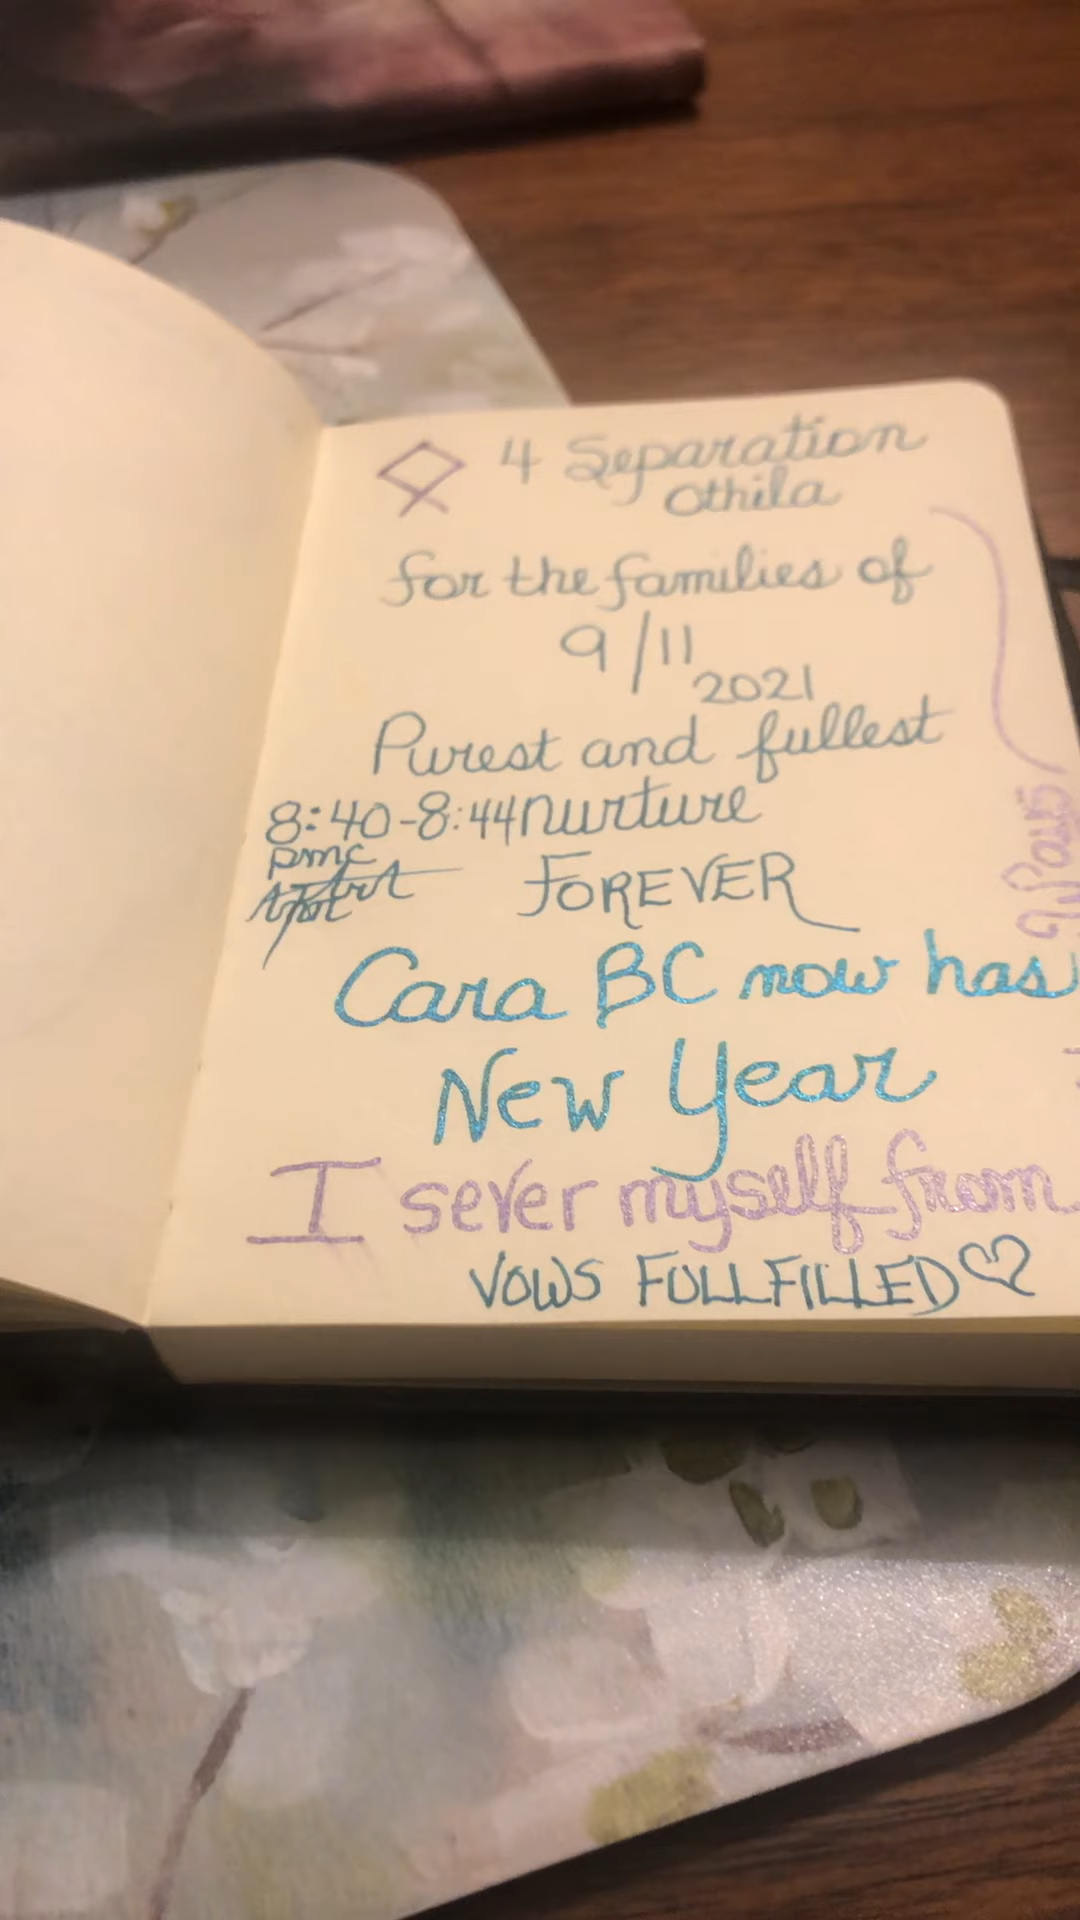 4 Separation
Othila
for the families of
9/11
2021
Purest and fullest
8:40-8:44 nurture
pmc
FOREVER
Cara BC now has
New Year
I sever myself from
VOWS FULLFILLED